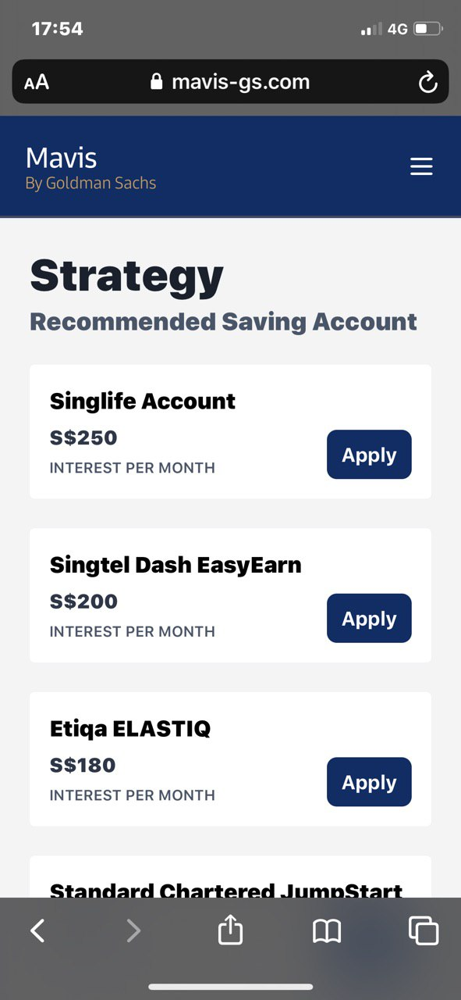 17:54
4G
AA
mavis-gs.com
Mavis
By Goldman Sachs
Strategy
Recommended Saving Account
Singlife Account
S$250
INTEREST PER MONTH
Apply
Singtel Dash EasyEarn
S$200
INTEREST PER MONTH
Apply
Etiqa ELASTIQ
S$180
INTEREST PER MONTH
Apply
Standard Chartered JumpStart